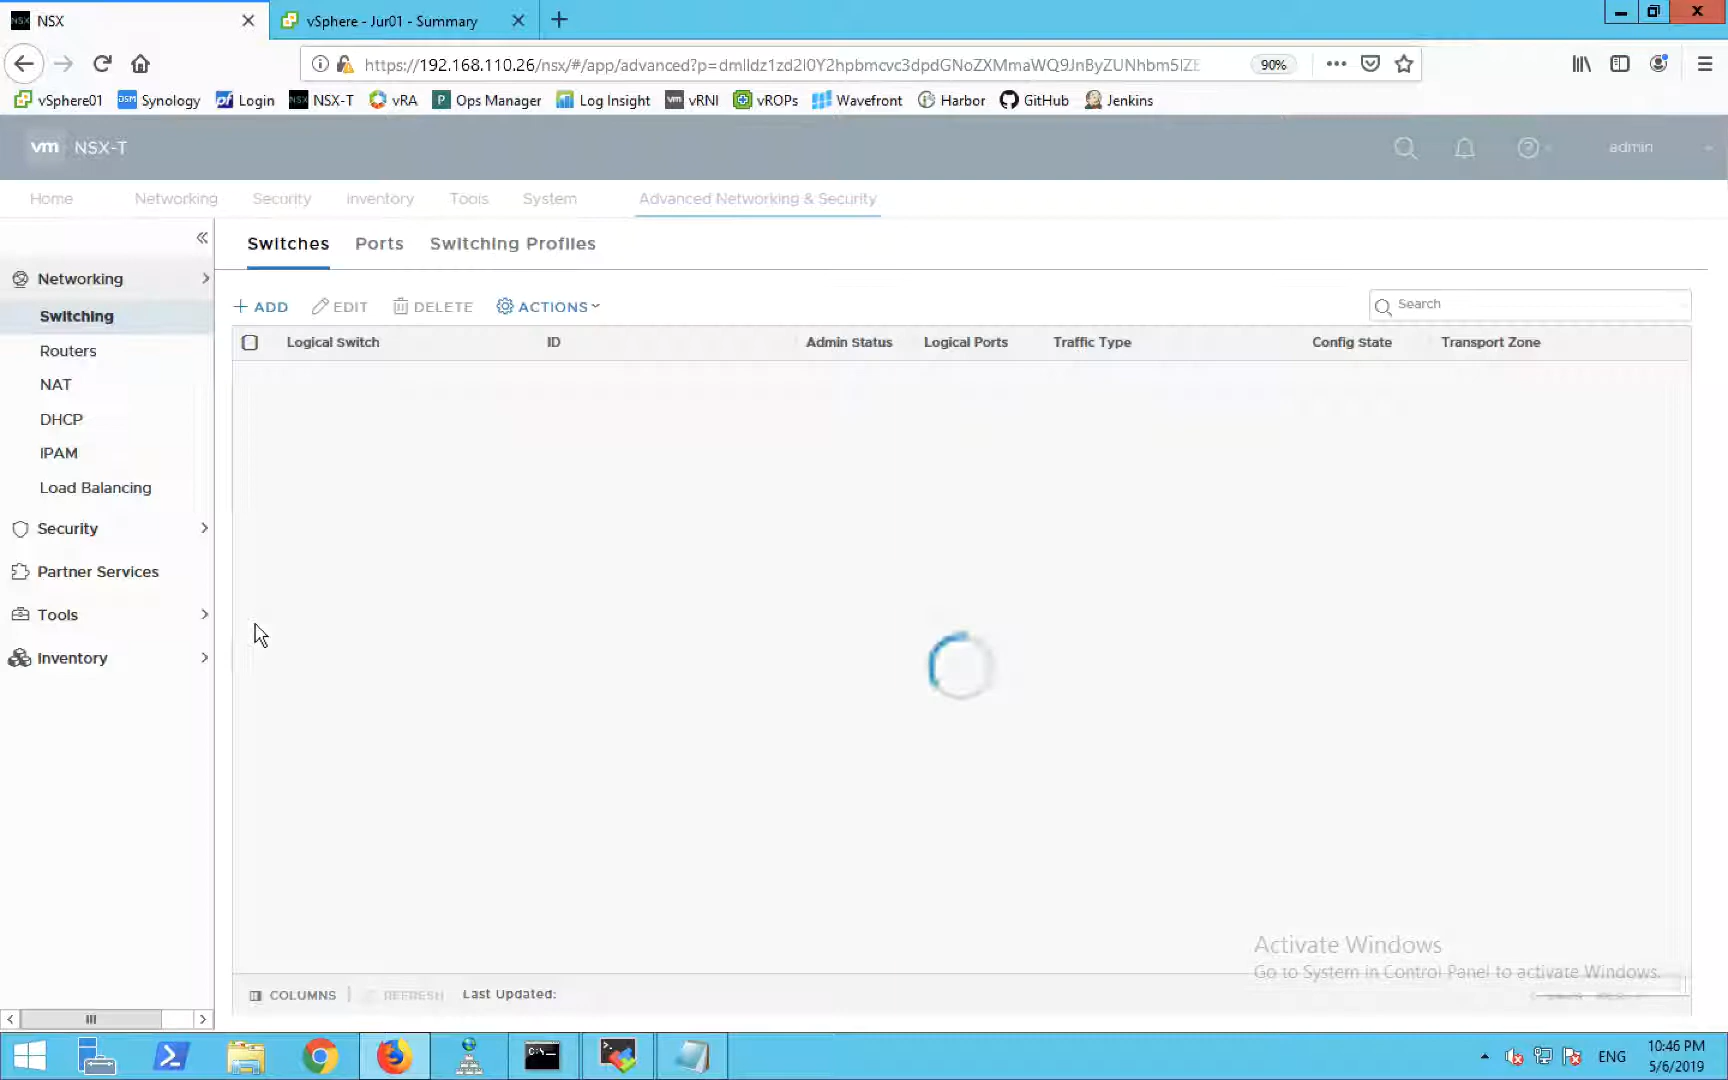 NSX
vSphere - Jur01 - Summary
https://192.168.110.26/nsx/#/app/advanced?p=
90%
vSphere01
DSM
Synology
pf
Login
NSX
NSX-T
vRA
P
Ops Manager
Log Insight
vm
vRNI
vROPs
Wavefront
Harbor
GitHub
Jenkins
vm
NSX-T
admin
Home
Networking
Security
Inventory
Tools
System
Advanced Networking & Security
Switches
Ports
Switching Profiles
Networking
Switching
Routers
NAT
DHCP
IPAM
Load Balancing
Security
Partner Services
Tools
Inventory
+ ADD
EDIT
DELETE
ACTIONS
Search
Logical Switch
ID
Admin Status
Logical Ports
Traffic Type
Config State
Transport Zone
Activate Windows
Go to System in Control Panel to activate Windows.
COLUMNS
REFRESH
Last Updated:
C:\_
ENG
10:46 PM
5/6/2019